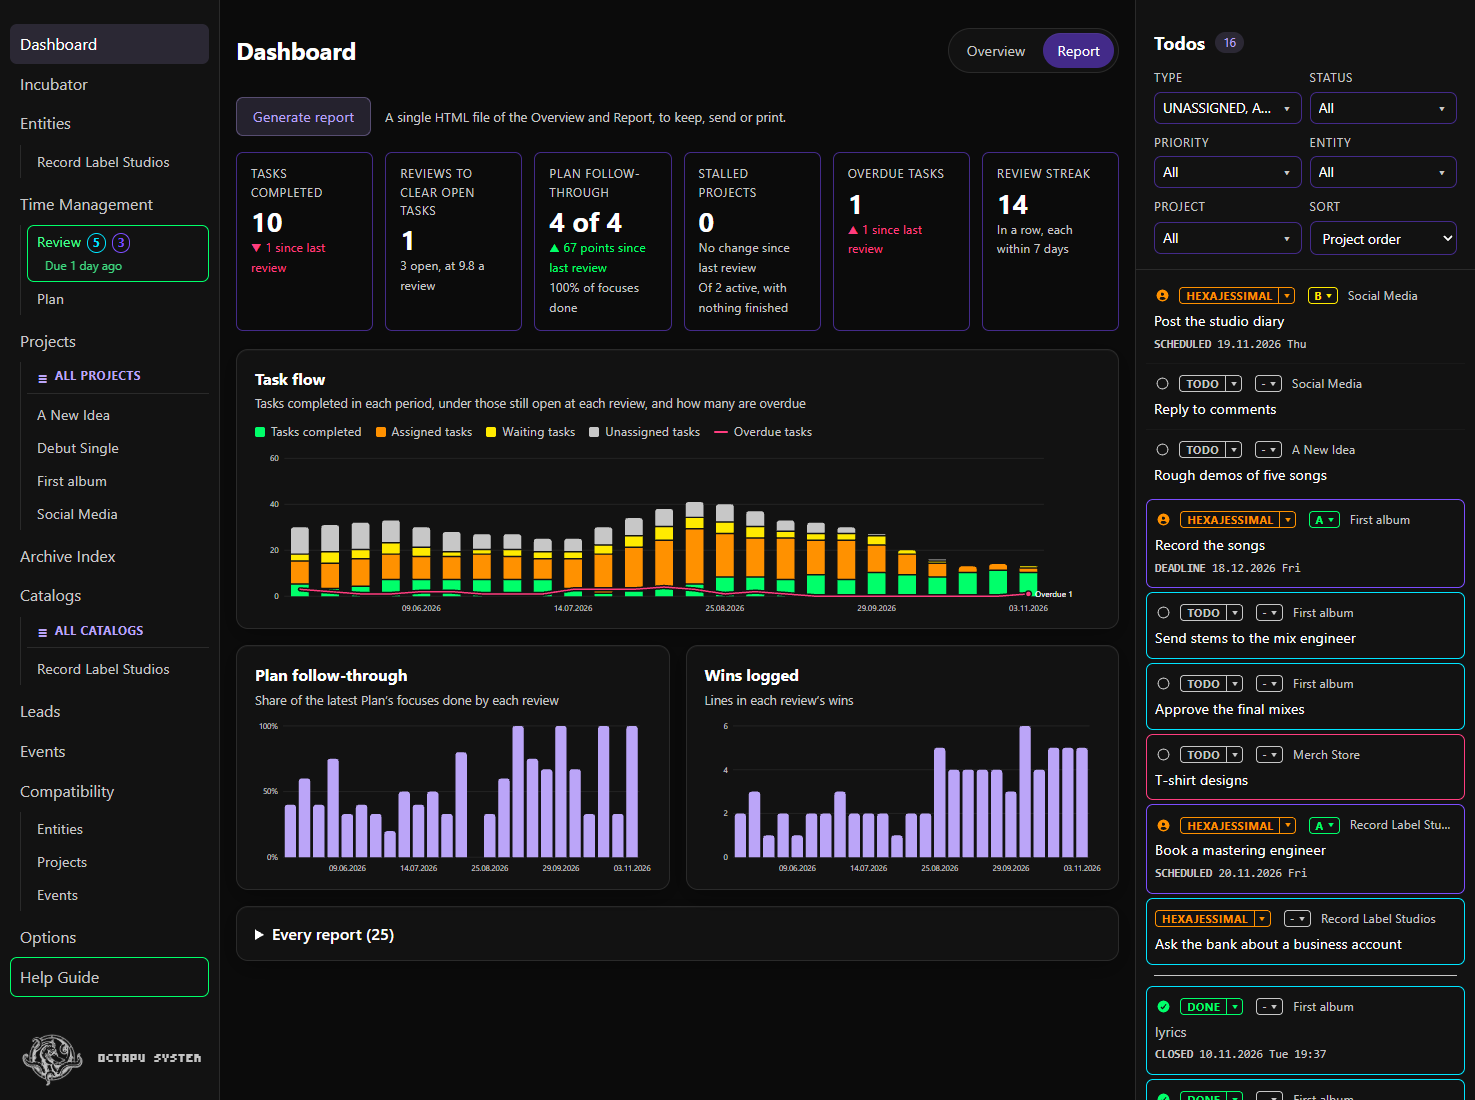 Dashboard
Incubator
Entities
Record Label Studios
Time Management
Review 5 3
Due 1 day ago
Plan
Projects
ALL PROJECTS
A New Idea
Debut Single
First album
Social Media
Archive Index
Catalogs
ALL CATALOGS
Record Label Studios
Leads
Events
Compatibility
Entities
Projects
Events
Options
Help Guide
OCTAPU SYSTEM
Dashboard
Overview Report
Generate report A single HTML file of the Overview and Report, to keep, send or print.
TASKS
COMPLETED
10
▼ 1 since last
review
REVIEWS TO
CLEAR OPEN
TASKS
1
3 open, at 9.8 a
review
PLAN FOLLOW-
THROUGH
4 of 4
▲ 67 points since
last review
100% of focuses
done
STALLED
PROJECTS
0
No change since
last review
Of 2 active, with
nothing finished
OVERDUE TASKS
1
▲ 1 since last
review
REVIEW STREAK
14
In a row, each
within 7 days
Task flow
Tasks completed in each period, under those still open at each review, and how many are overdue
Tasks completed Assigned tasks Waiting tasks Unassigned tasks Overdue tasks
60
40
20
0
Overdue 1
09.06.2026 14.07.2026 25.08.2026 29.09.2026 03.11.2026
Plan follow-through
Share of the latest Plan's focuses done by each review
100%
50%
0%
09.06.2026 14.07.2026 25.08.2026 29.09.2026 03.11.2026
Wins logged
Lines in each review's wins
6
4
2
0
09.06.2026 14.07.2026 25.08.2026 29.09.2026 03.11.2026
▶ Every report (25)
Todos 16
TYPE STATUS
UNASSIGNED, A... All
PRIORITY ENTITY
All All
PROJECT SORT
All Project order
HEXAJESSIMAL B Social Media
Post the studio diary
SCHEDULED 19.11.2026 Thu
TODO - Social Media
Reply to comments
TODO - A New Idea
Rough demos of five songs
HEXAJESSIMAL A First album
Record the songs
DEADLINE 18.12.2026 Fri
TODO - First album
Send stems to the mix engineer
TODO - First album
Approve the final mixes
TODO - Merch Store
T-shirt designs
HEXAJESSIMAL A Record Label Stu...
Book a mastering engineer
SCHEDULED 20.11.2026 Fri
HEXAJESSIMAL - Record Label Studios
Ask the bank about a business account
DONE - First album
lyrics
CLOSED 10.11.2026 Tue 19:37
DONE - First album